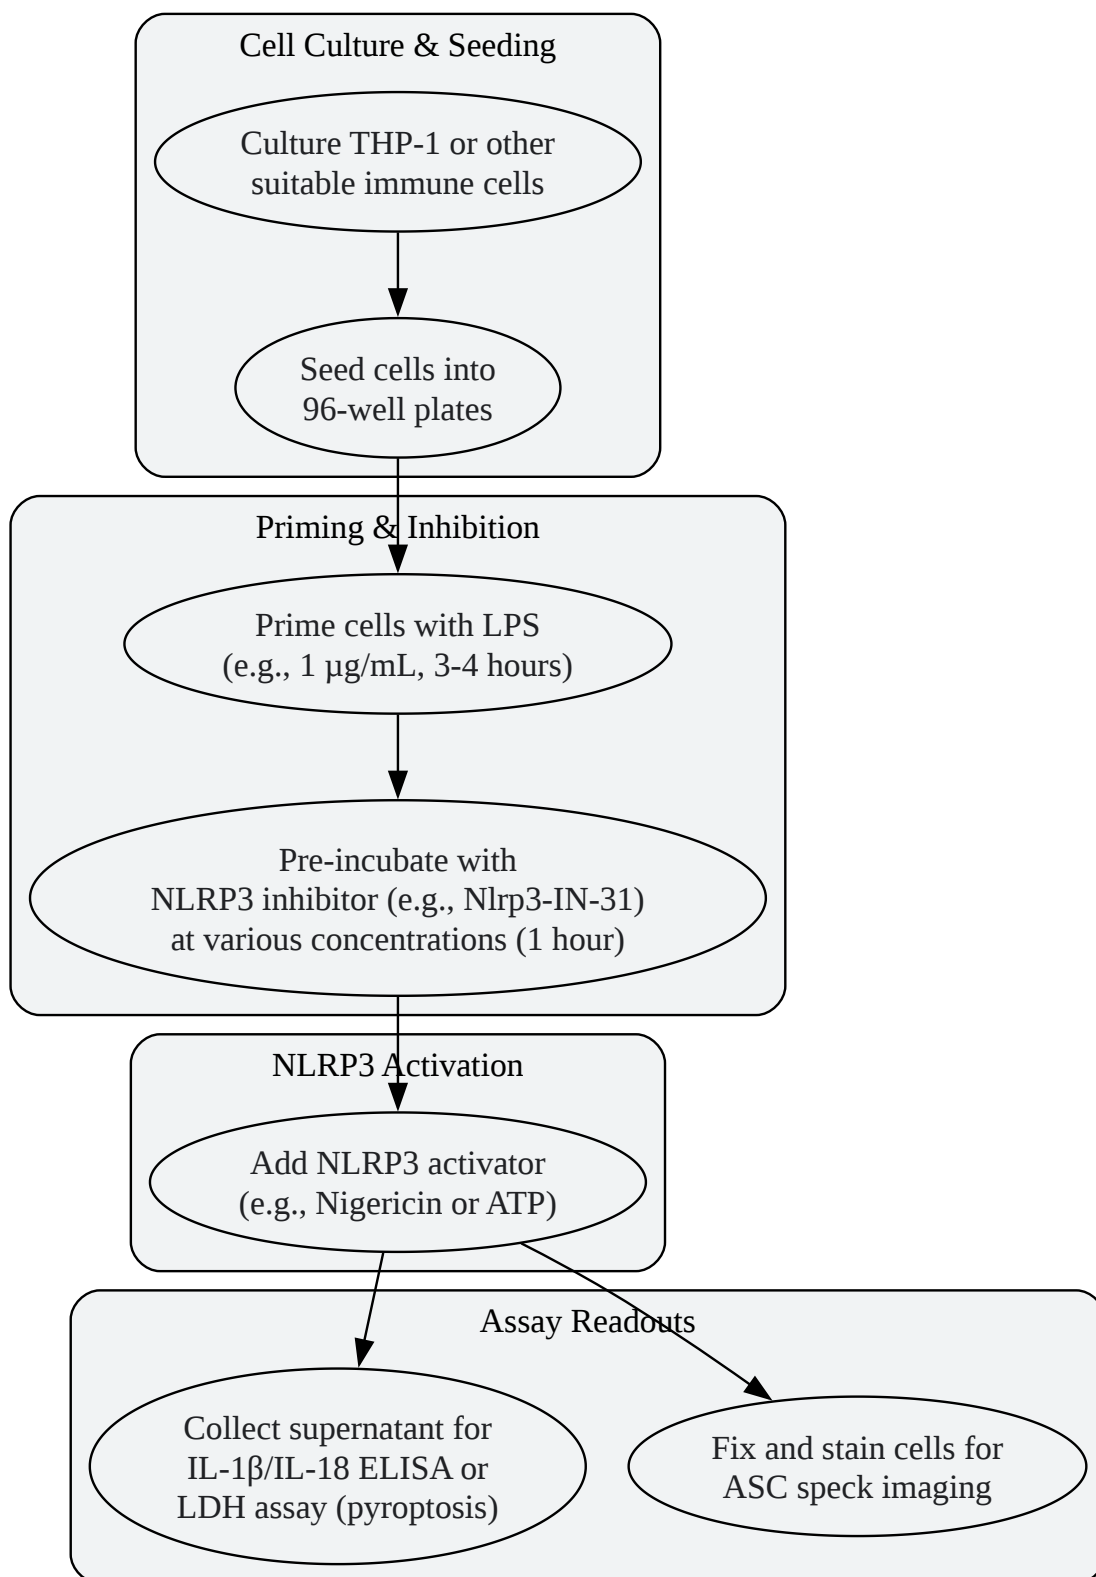 Cell Culture & Seeding
Culture THP-1 or other
suitable immune cells
Seed cells into
96-well plates
Priming & Inhibition
Prime cells with LPS
(e.g., 1 µg/mL, 3-4 hours)
Pre-incubate with
NLRP3 inhibitor (e.g., Nlrp3-IN-31)
at various concentrations (1 hour)
NLRP3 Activation
Add NLRP3 activator
(e.g., Nigericin or ATP)
Assay Readouts
Collect supernatant for
IL-1β/IL-18 ELISA or
LDH assay (pyroptosis)
Fix and stain cells for
ASC speck imaging